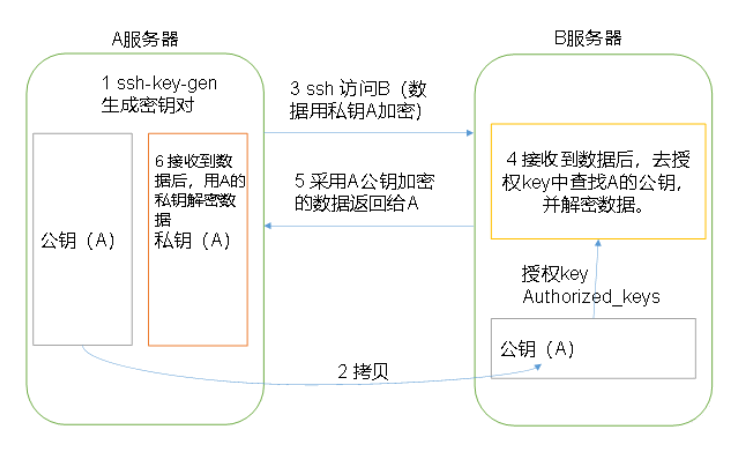 A服务器
B服务器
1 ssh-key-gen
生成密钥对
3 ssh 访问B（数
据用私钥A加密)
6 接收到数
据后，用A的
私钥解密数
据
公钥（A）
私钥（A）
5 采用A公钥加密
的数据返回给A
4 接收到数据后，去授
权key中查找A的公钥，
并解密数据。
授权key
Authorized_keys
公钥（A）
2 拷贝